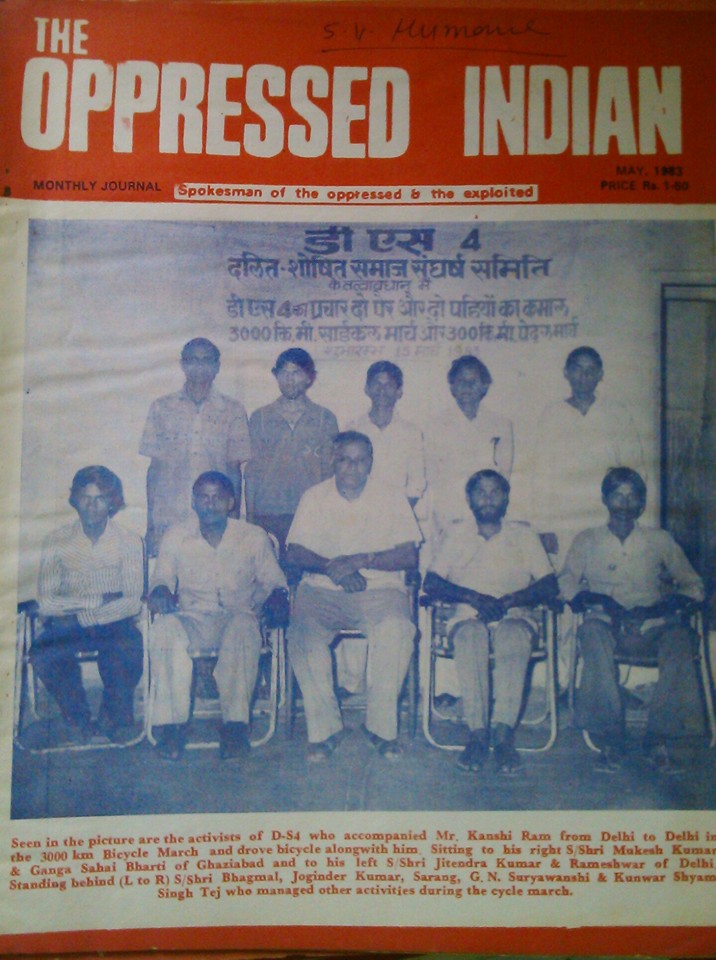 S. V. Humane
THE
OPPRESSED INDIAN
MONTHLY JOURNAL
Spokesman of the oppressed & the exploited
MAY, 1983
PRICE Rs. 1-50
डी एस 4
दलित-शोषित समाज संघर्ष समिति
के तत्वावधान में
डी एस 4 का प्रचार दो पैर और दो पहियों का कमाल
3000 कि.मी. साईकल मार्च और 300 कि.मी. पैदल मार्च
15 मार्च
Seen in the picture are the activists of D-S4 who accompanied Mr. Kanshi Ram from Delhi to Delhi in
the 3000 km Bicycle March and drove bicycle alongwith him. Sitting to his right S/Shri Mukesh Kumar
& Ganga Sahai Bharti of Ghaziabad and to his left S/Shri Jitendra Kumar & Rameshwar of Delhi
Standing behind (L to R) S/Shri Bhagmal, Joginder Kumar, Sarang, G.N. Suryawanshi & Kunwar Shyam
Singh Tej who managed other activities during the cycle march.